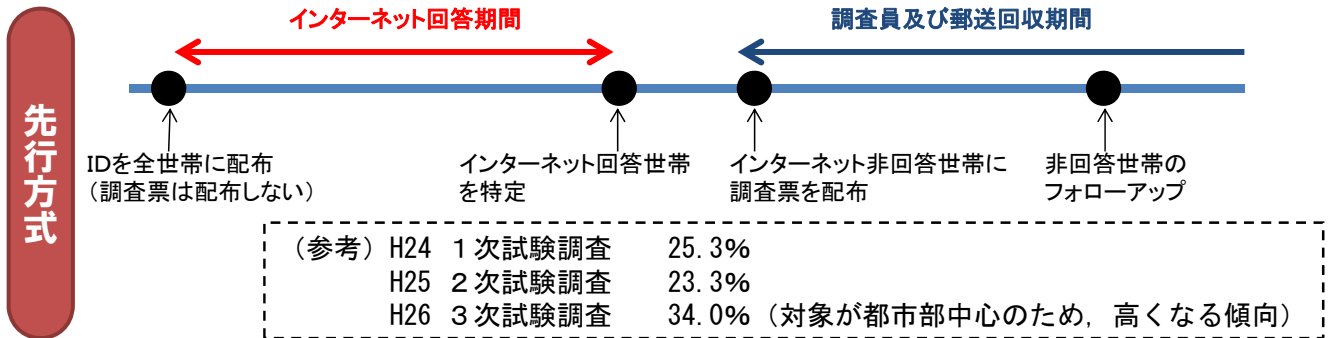 先行方式
インターネット回答期間
調査員及び郵送回収期間
IDを全世帯に配布
（調査票は配布しない）
インターネット回答世帯
を特定
インターネット非回答世帯に
調査票を配布
非回答世帯の
フォローアップ
（参考）H24 １次試験調査 25.3%
H25 ２次試験調査 23.3%
H26 ３次試験調査 34.0%（対象が都市部中心のため，高くなる傾向）